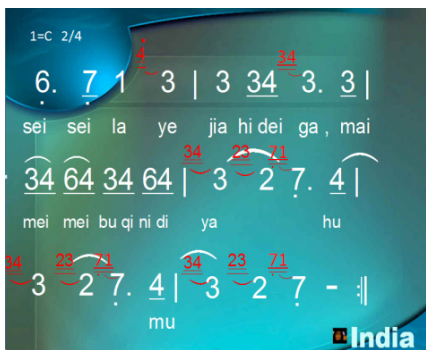 1=C 2/4
4 34
6. 7 1 3 | 3 34 3. 3 |
sei sei la ye jia hi dei ga , mai
34 23 71
34 64 34 64 | 3 2 7. 4 |
mei mei bu qi ni di ya hu
34 23 71 34 23 71
3 2 7. 4 | 3 2 7 - :||
mu
India